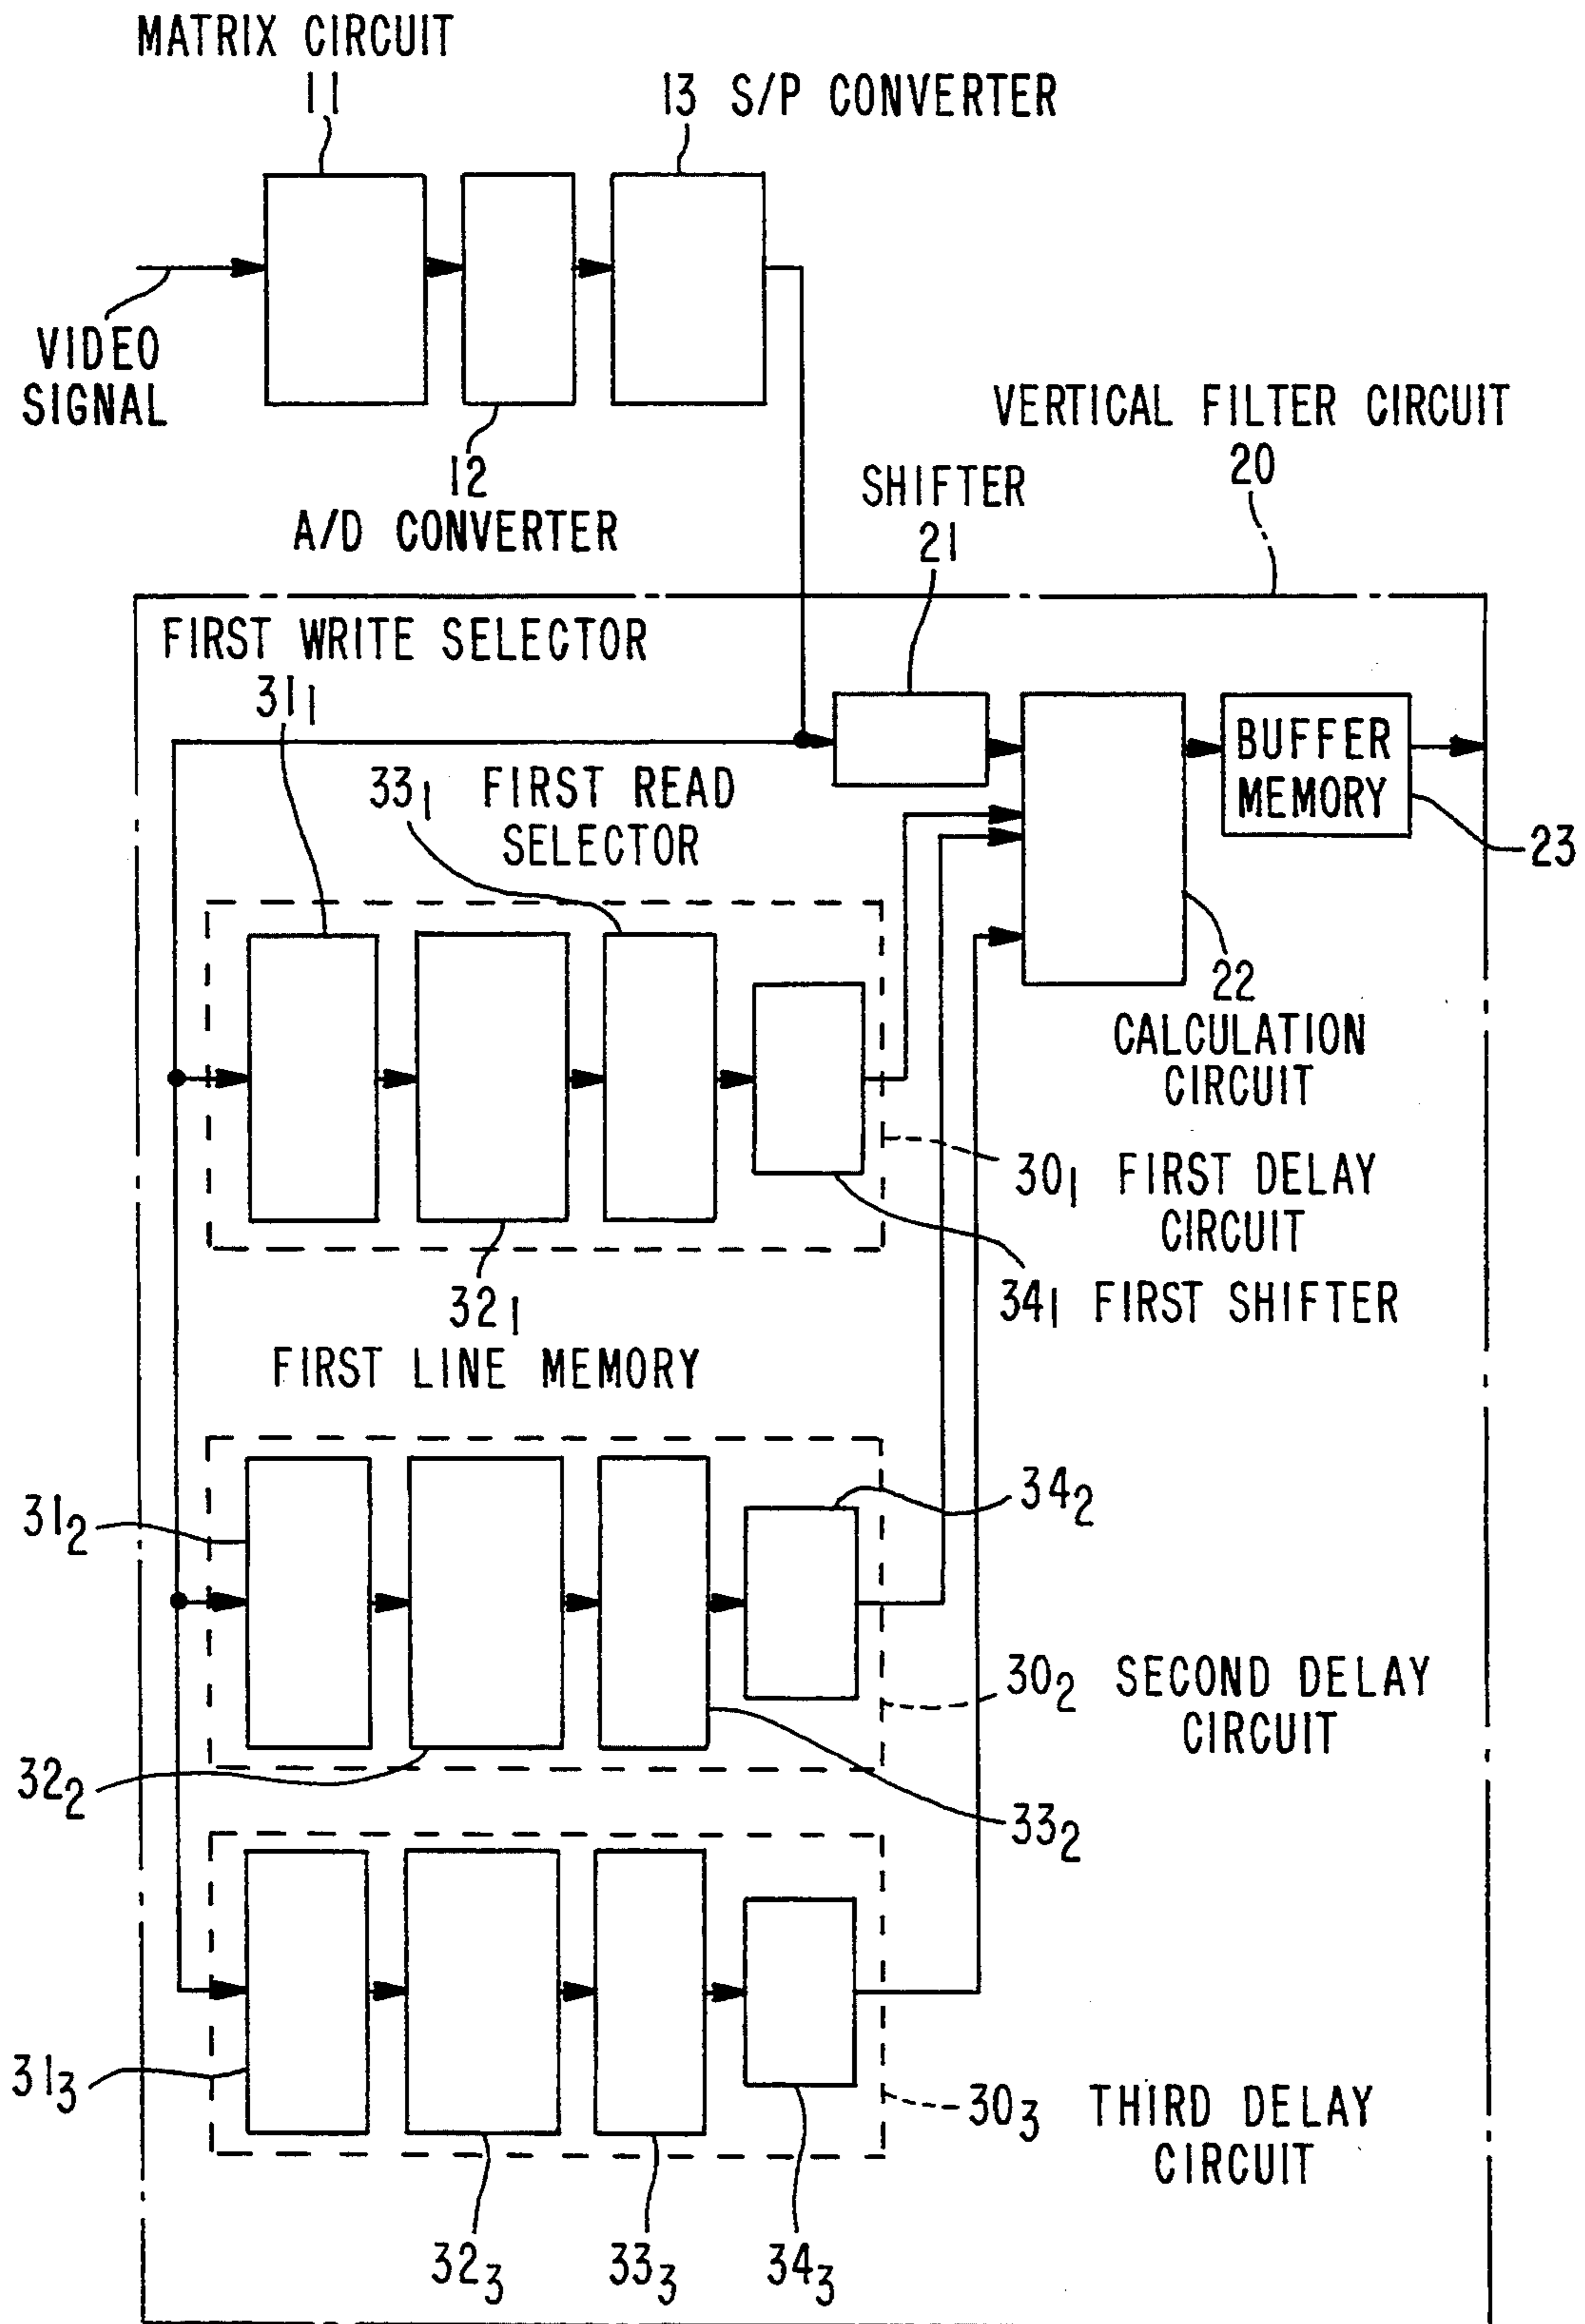 MATRIX CIRCUIT
11
13 S/P CONVERTER
VIDEO
SIGNAL
12
A/D CONVERTER
VERTICAL FILTER CIRCUIT
20
SHIFTER
21
FIRST WRITE SELECTOR
31₁
33₁ FIRST READ
SELECTOR
BUFFER
MEMORY
23
22
CALCULATION
CIRCUIT
30₁ FIRST DELAY
CIRCUIT
34₁ FIRST SHIFTER
32₁
FIRST LINE MEMORY
31₂
34₂
30₂ SECOND DELAY
CIRCUIT
32₂
33₂
31₃
30₃ THIRD DELAY
CIRCUIT
32₃
33₃
34₃